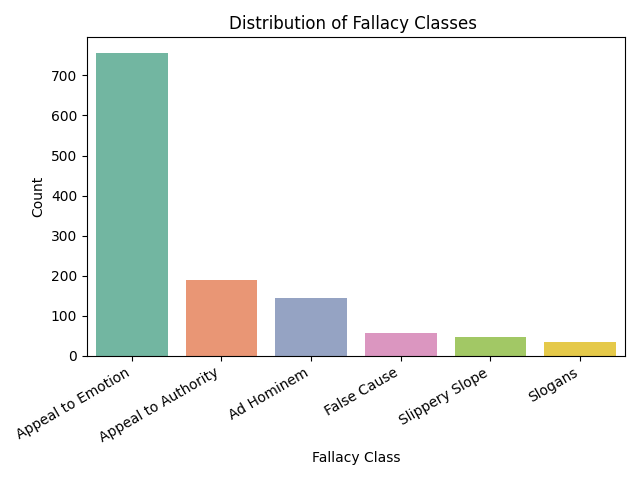 Distribution of Fallacy Classes
Count
700
600
500
400
300
200
100
0
Appeal to Emotion
Appeal to Authority
Ad Hominem
False Cause
Slippery Slope
Slogans
Fallacy Class